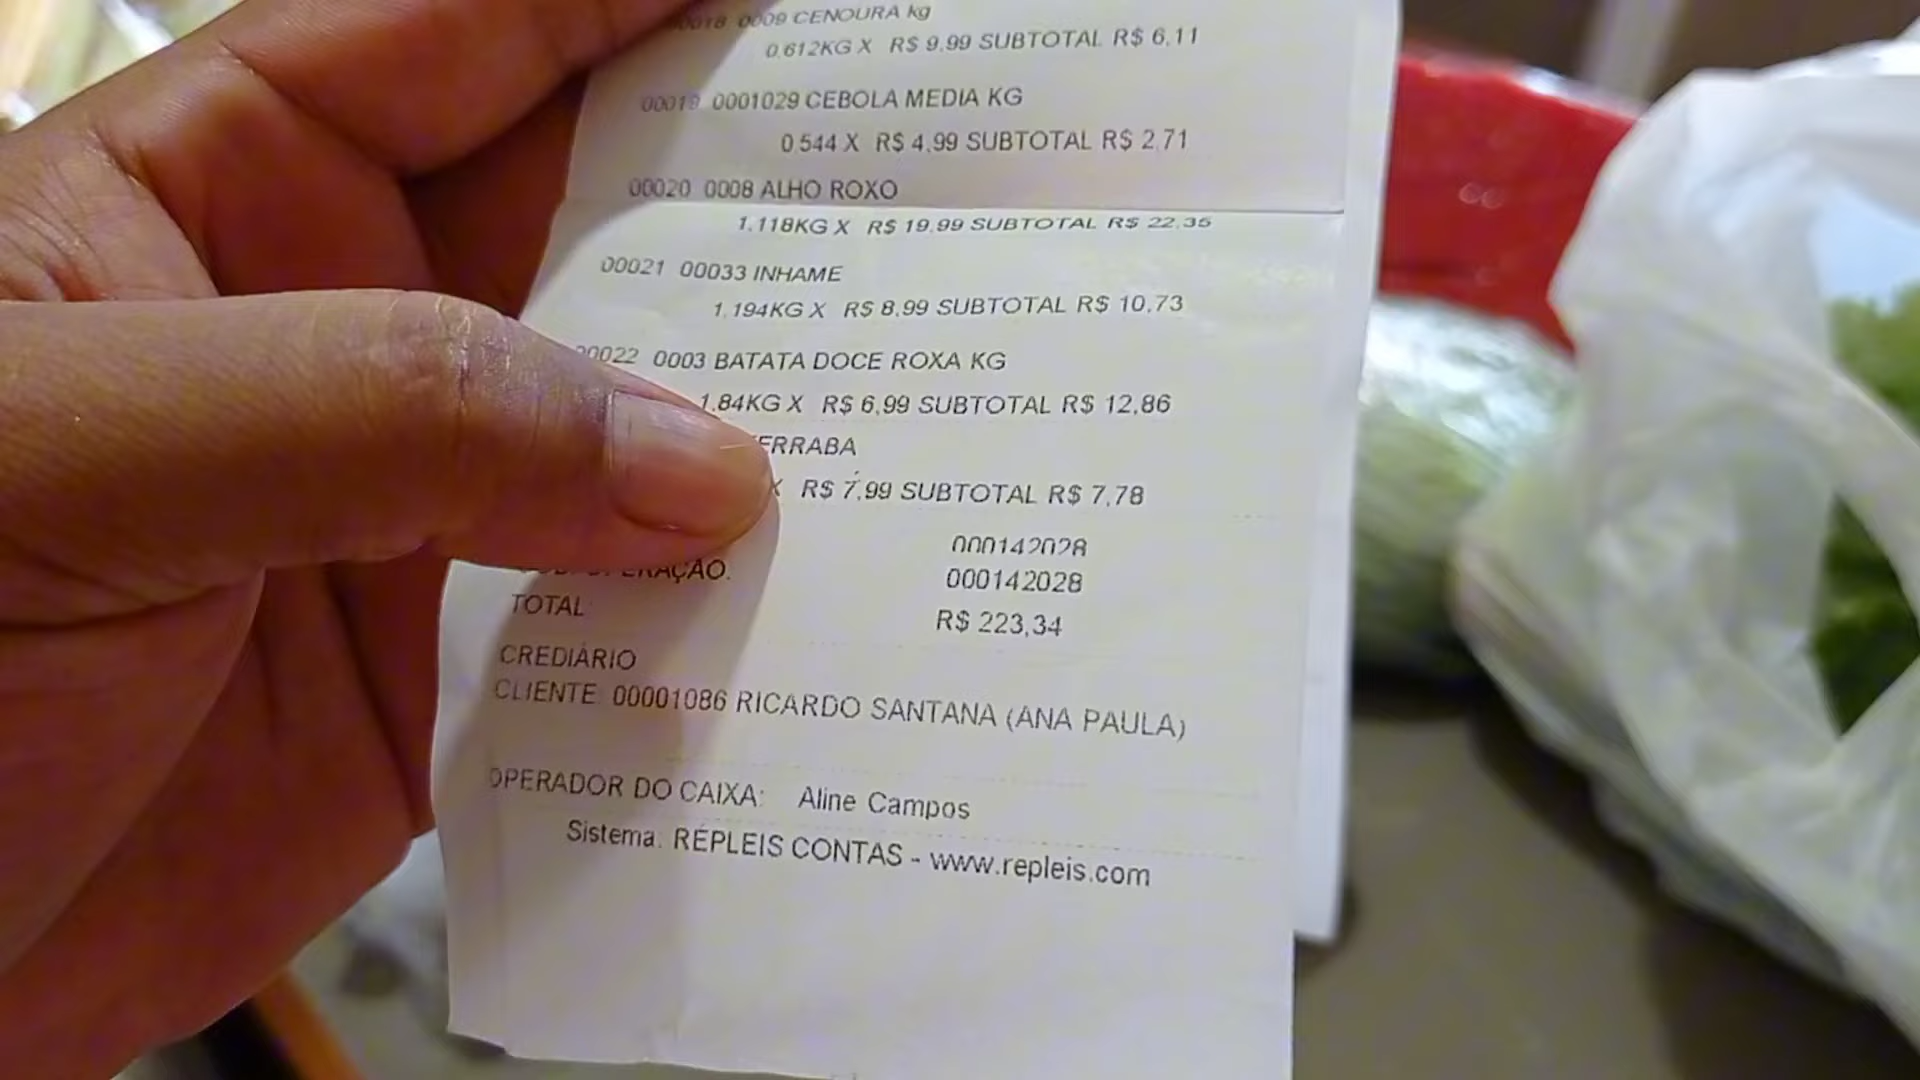 0009 CENOURA kg
0.612KG X R$ 9,99 SUBTOTAL R$ 6,11
00019 0001029 CEBOLA MEDIA KG
0.544 X R$ 4,99 SUBTOTAL R$ 2,71
00020 0008 ALHO ROXO
1.118KG X R$ 19,99 SUBTOTAL R$ 22,35
00021 00033 INHAME
1.194KG X R$ 8,99 SUBTOTAL R$ 10,73
00022 0003 BATATA DOCE ROXA KG
1.84KG X R$ 6,99 SUBTOTAL R$ 12,86
ERRABA
X R$ 7,99 SUBTOTAL R$ 7,78
000142028
000142028
TOTAL R$ 223,34
CREDIÁRIO
CLIENTE: 00001086 RICARDO SANTANA (ANA PAULA)
OPERADOR DO CAIXA: Aline Campos
Sistema: REPLEIS CONTAS - www.repleis.com